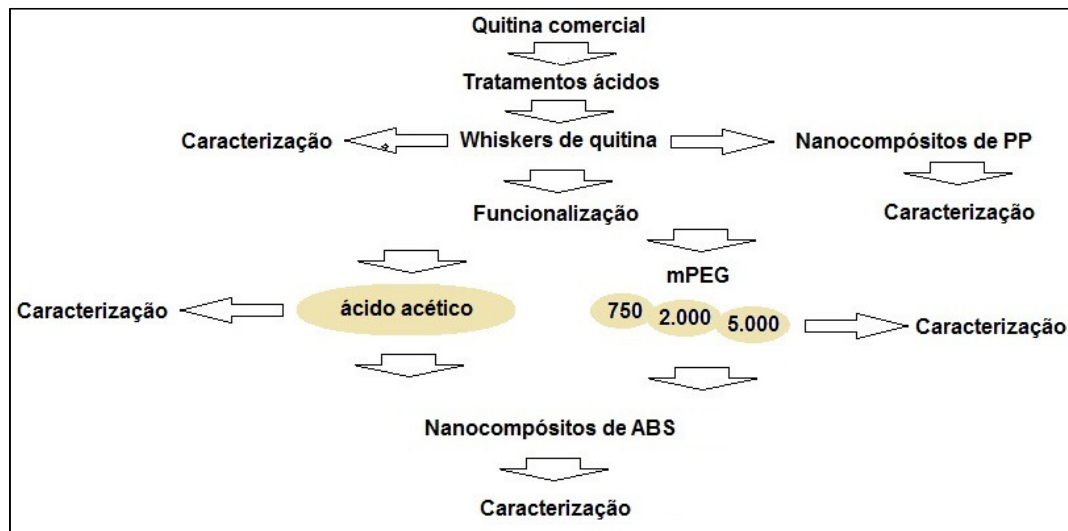 Quitina comercial
Tratamentos ácidos
Caracterização
Whiskers de quitina
Nanocompósitos de PP
Funcionalização
Caracterização
mPEG
Caracterização
ácido acético
750
2.000
5.000
Caracterização
Nanocompósitos de ABS
Caracterização